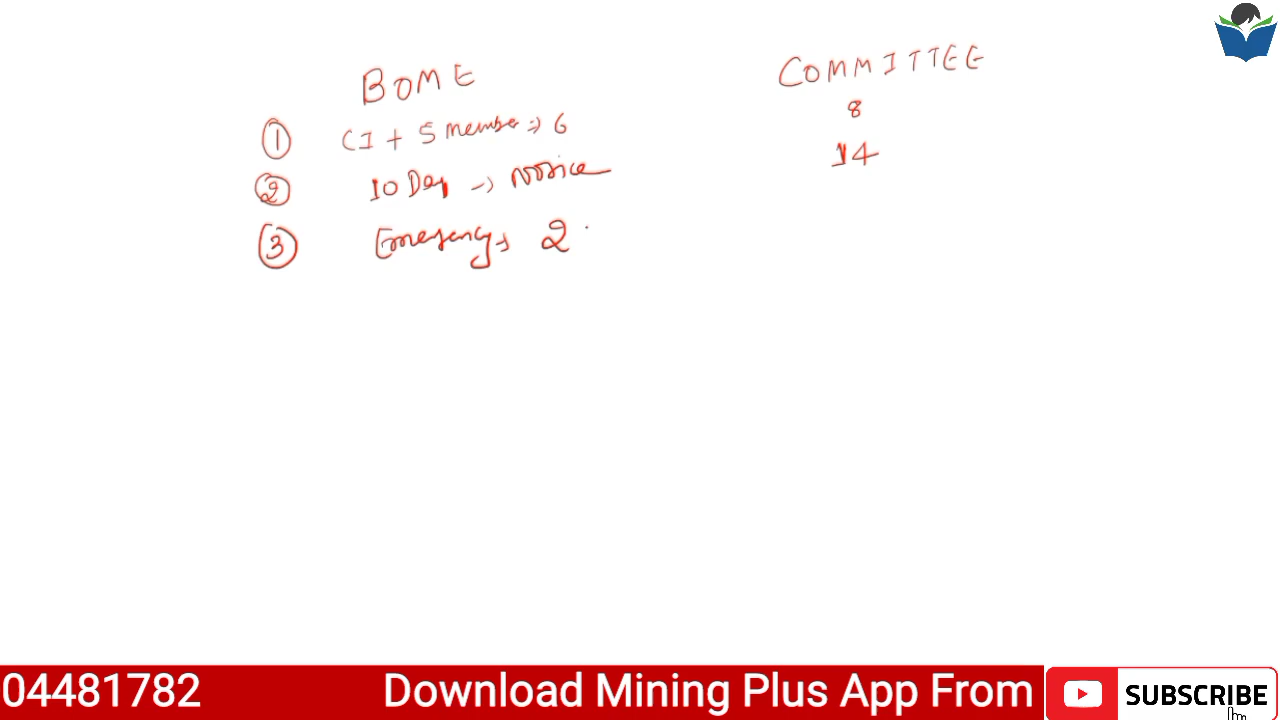 BOME
COMMITTEE
① CI + 5 member => 6
8
② 10 Day -> Notice
14
③ Emergency -> 2
04481782 Download Mining Plus App From
SUBSCRIBE